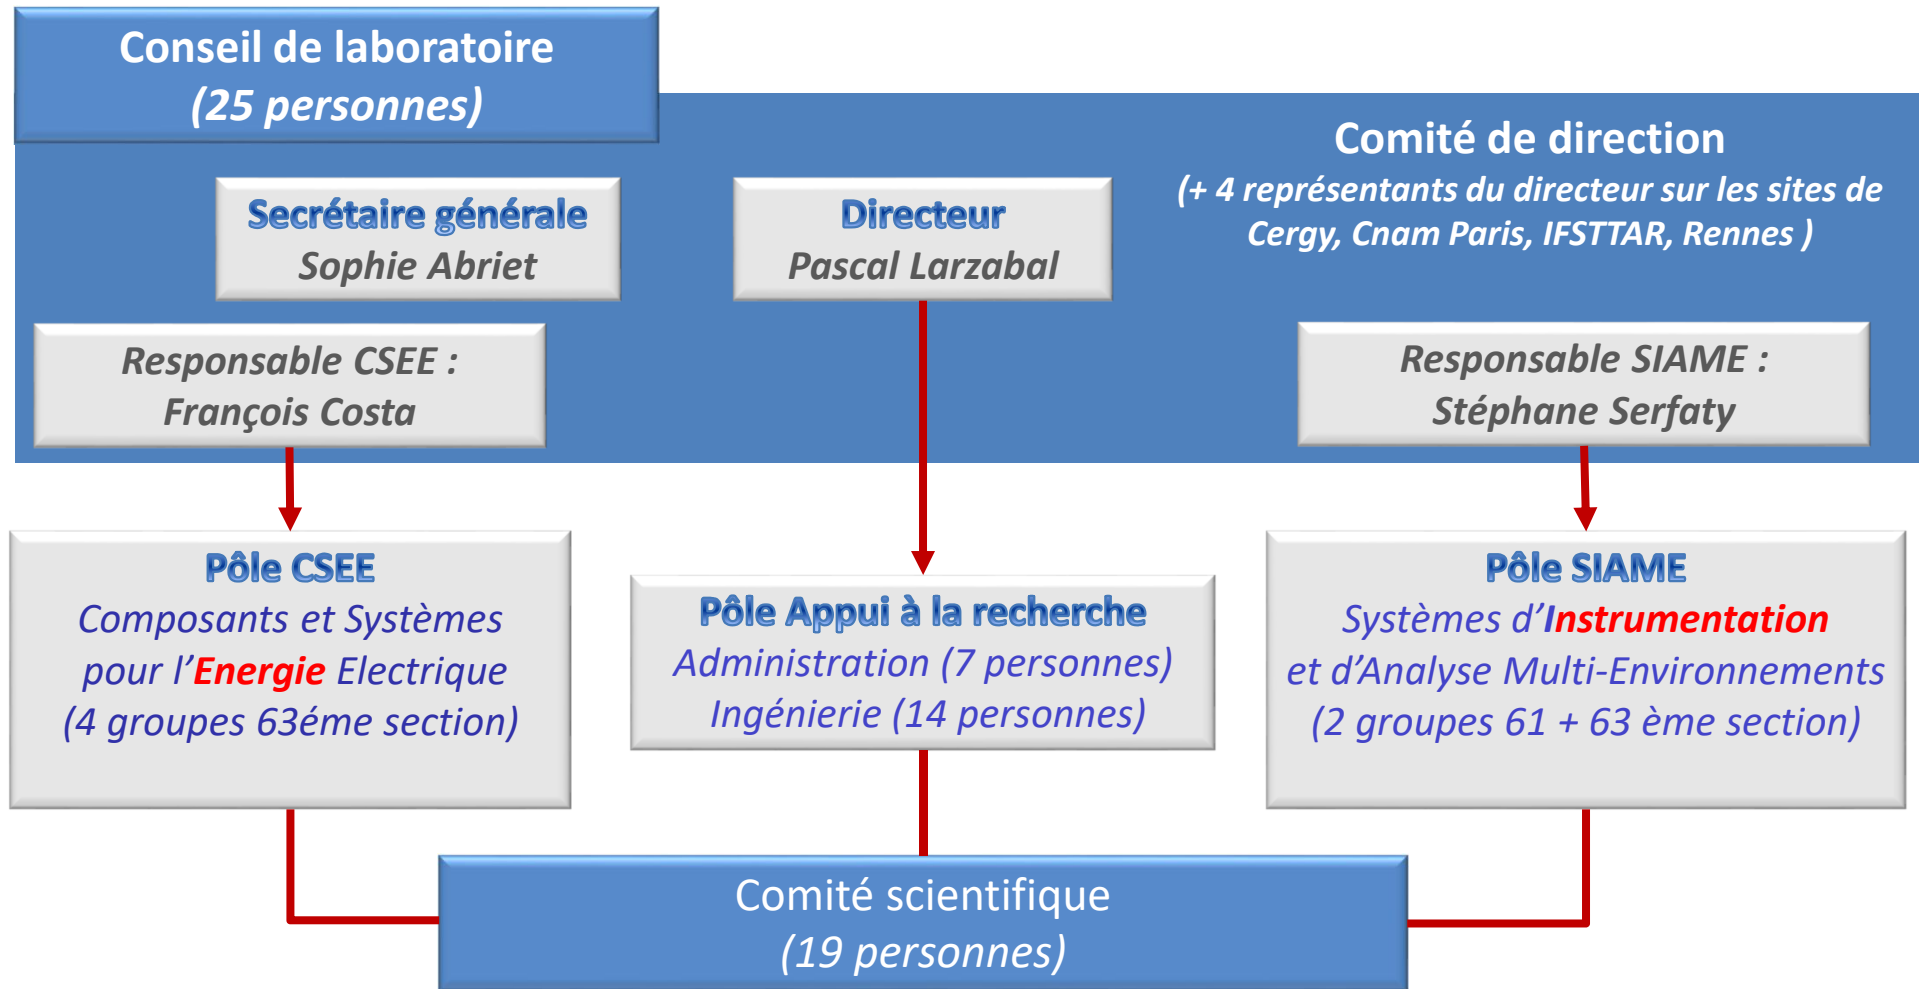 Conseil de laboratoire
(25 personnes)
Comité de direction
(+ 4 représentants du directeur sur les sites de
Cergy, Cnam Paris, IFSTTAR, Rennes )
Secrétaire générale
Sophie Abriet
Directeur
Pascal Larzabal
Responsable CSEE :
François Costa
Responsable SIAME :
Stéphane Serfaty
Pôle CSEE
Composants et Systèmes
pour l’Energie Electrique
(4 groupes 63éme section)
Pôle Appui à la recherche
Administration (7 personnes)
Ingénierie (14 personnes)
Pôle SIAME
Systèmes d’Instrumentation
et d’Analyse Multi-Environnements
(2 groupes 61 + 63 ème section)
Comité scientifique
(19 personnes)